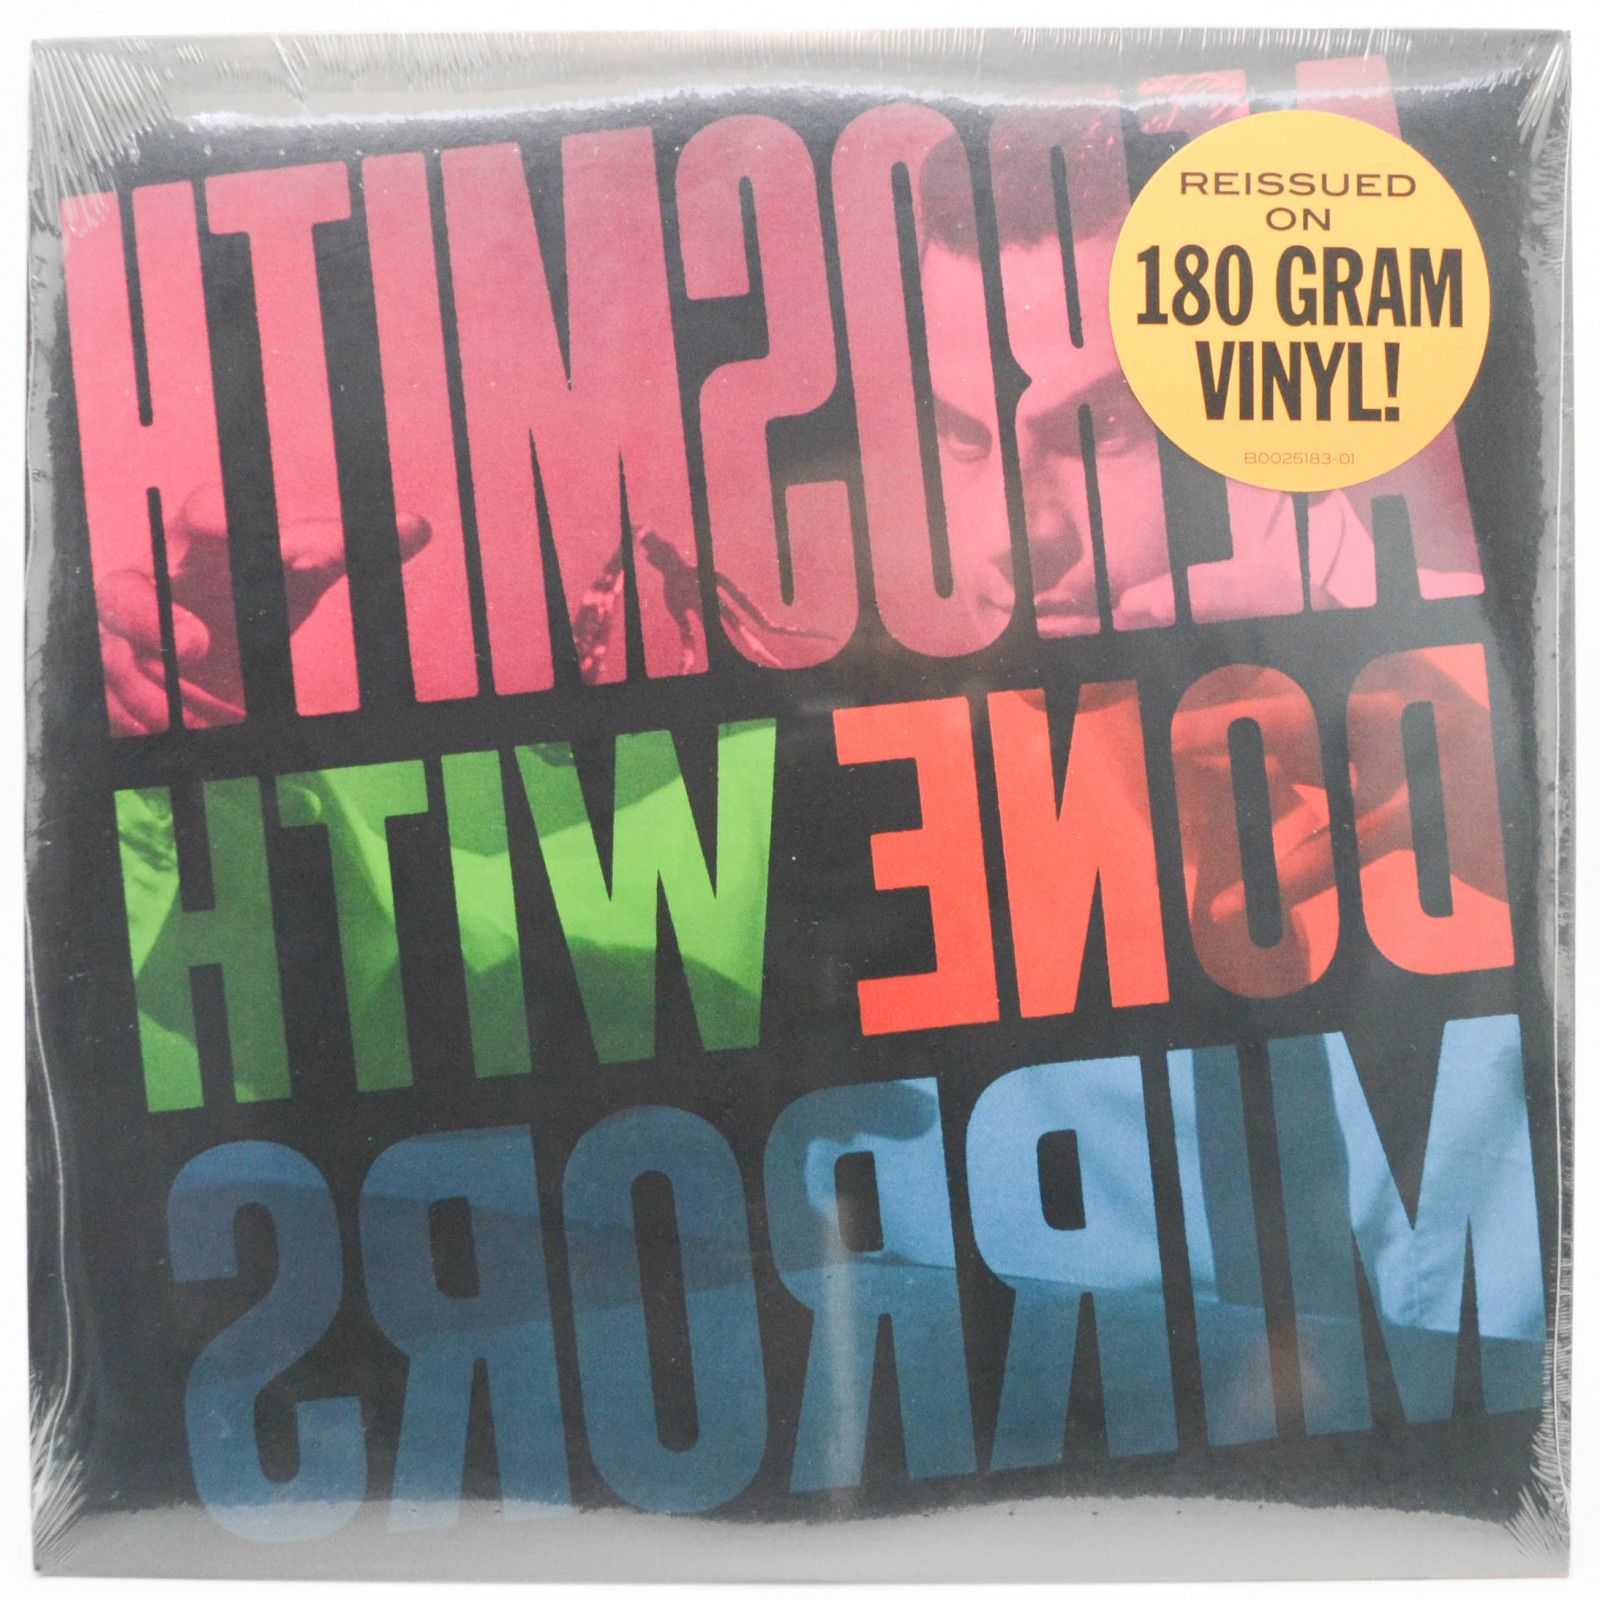 AEROSMITH
DONE WITH
MIRRORS
REISSUED
ON
180 GRAM
VINYL!
B0025183-01